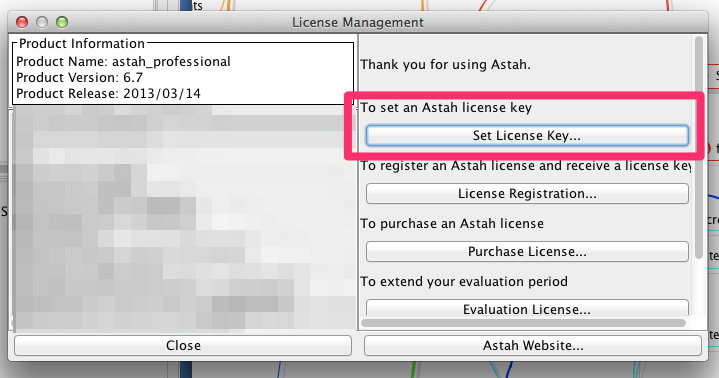 License Management
Product Information
Product Name: astah_professional
Product Version: 6.7
Product Release: 2013/03/14
Thank you for using Astah.
To set an Astah license key
Set License Key...
To register an Astah license and receive a license key
License Registration...
To purchase an Astah license
Purchase License...
To extend your evaluation period
Evaluation License...
Close
Astah Website...